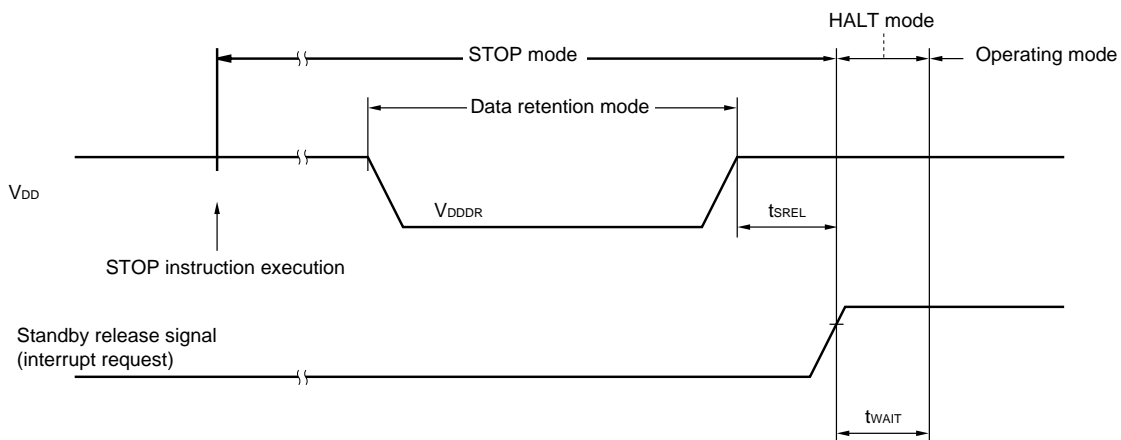 HALT mode
STOP mode
Operating mode
Data retention mode
VDD
VDDDR
tSREL
STOP instruction execution
Standby release signal
(interrupt request)
tWAIT